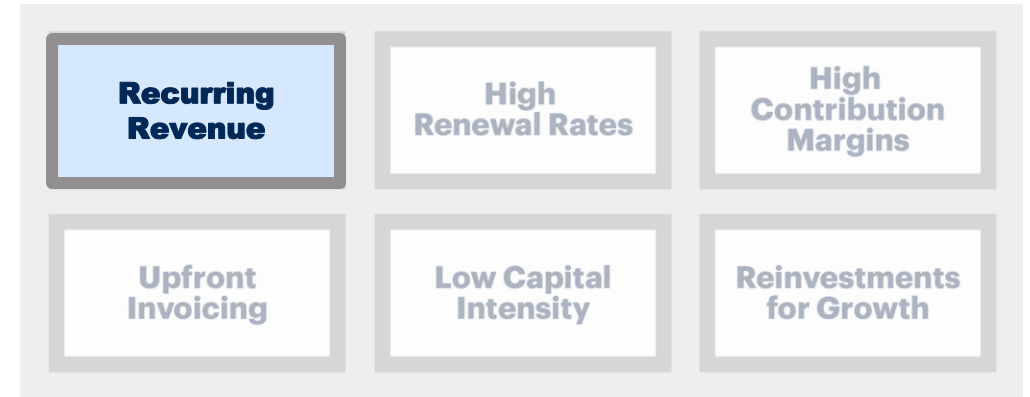 Recurring
Revenue
High
Renewal Rates
High
Contribution
Margins
Upfront
Invoicing
Low Capital
Intensity
Reinvestments
for Growth